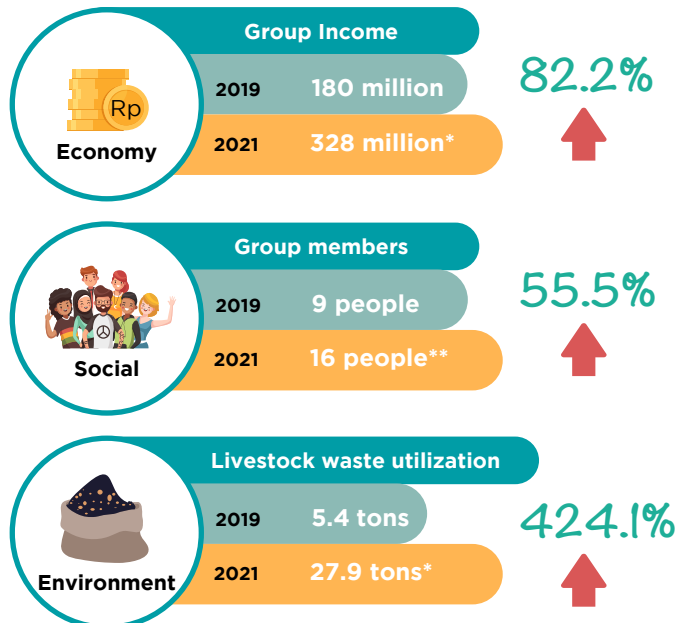 Group Income
2019 180 million
2021 328 million*
Rp
Economy
82.2%
Group members
2019 9 people
2021 16 people**
Social
55.5%
Livestock waste utilization
2019 5.4 tons
2021 27.9 tons*
Environment
424.1%